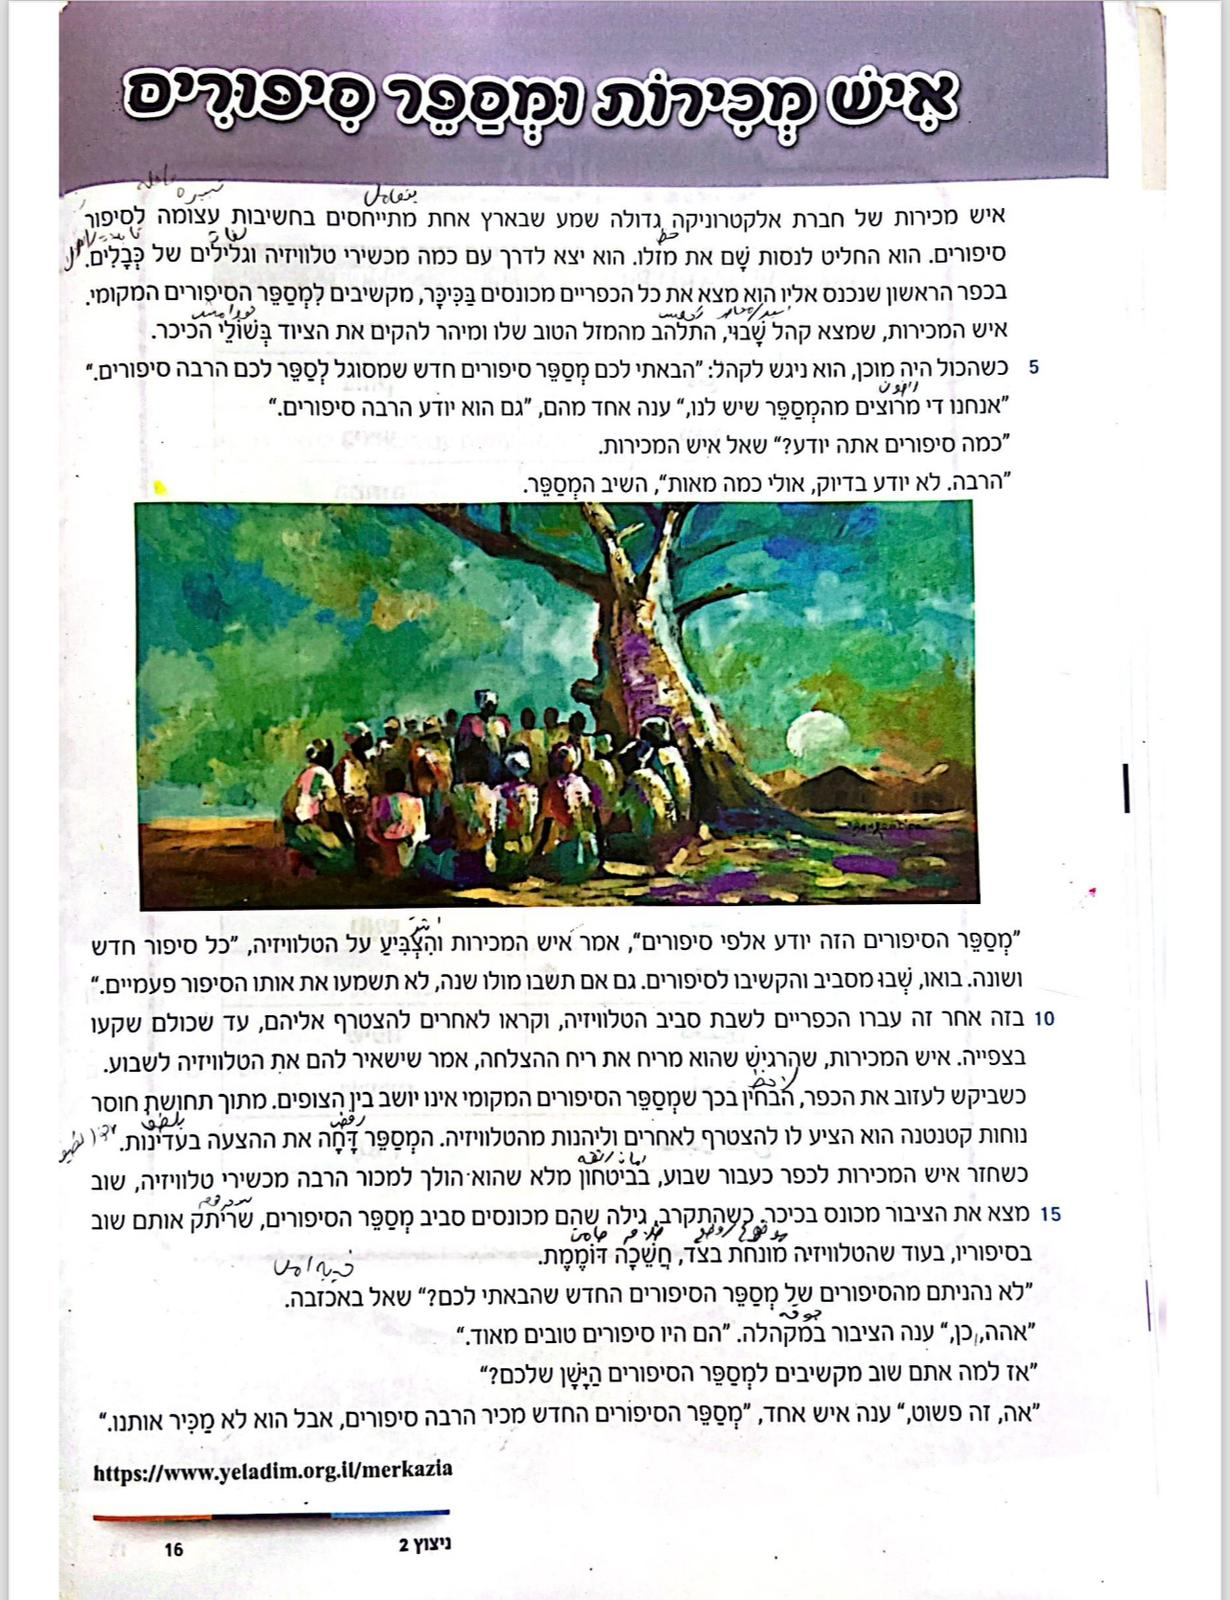 אִישׁ מְכִּירוֹת וּמְסַפֵּר סִיפּוּרִים
איש מכירות של חברת אלקטרוניקה גדולה שמע שבארץ אחת מתייחסים בחשיבות עצומה לסיפור
סיפורים. הוא החליט לנסות שָׁם את מזלו. הוא יצא לדרך עם כמה מכשירי טלוויזיה וגלילים של כְּבָלִים.
בכפר הראשון שנכנס אליו הוא מצא את כל הכפריים מכונסים בַּכִּיכָּר, מקשיבים לִמְסַפֵּר הסיפורים המקומי.
איש המכירות, שמצא קהל שָׁבוּי, התלהב מהמזל הטוב שלו ומיהר להקים את הציוד בְּשׁוּלֵי הכיכר.
5 כשהכול היה מוכן, הוא ניגש לקהל: "הבאתי לכם מְסַפֵּר סיפורים חדש שמסוגל לְסַפֵּר לכם הרבה סיפורים."
"אנחנו די מרוצים מהמְסַפֵּר שיש לנו," ענה אחד מהם, "גם הוא יודע הרבה סיפורים."
"כמה סיפורים אתה יודע?" שאל איש המכירות.
"הרבה. לא יודע בדיוק, אולי כמה מאות", השיב המְסַפֵּר.
"מְסַפֵּר הסיפורים הזה יודע אלפי סיפורים", אמר איש המכירות והִצְבִּיעַ על הטלוויזיה, "כל סיפור חדש
ושונה. בואו, שְׁבוּ מסביב והקשיבו לסיפורים. גם אם תשבו מולו שנה, לא תשמעו את אותו הסיפור פעמיים."
10 בזה אחר זה עברו הכפריים לשבת סביב הטלוויזיה, וקראו לאחרים להצטרף אליהם, עד שכולם שקעו
בצפייה. איש המכירות, שהרגיש שהוא מריח את ריח ההצלחה, אמר שישאיר להם את הטלוויזיה לשבוע.
כשביקש לעזוב את הכפר, הבחין בכך שמְסַפֵּר הסיפורים המקומי אינו יושב בין הצופים. מתוך תחושת חוסר
נוחות קטנטנה הוא הציע לו להצטרף לאחרים וליהנות מהטלוויזיה. המְסַפֵּר דָּחָה את ההצעה בעדינות.
כשחזר איש המכירות לכפר כעבור שבוע, בביטחון מלא שהוא הולך למכור הרבה מכשירי טלוויזיה, שוב
15 מצא את הציבור מכונס בכיכר. כשהתקרב, גילה שהם מכונסים סביב מְסַפֵּר הסיפורים, שריתק אותם שוב
בסיפוריו, בעוד שהטלוויזיה מונחת בצד, חֲשֵׁכָה דּוֹמֶמֶת.
"לא נהניתם מהסיפורים של מְסַפֵּר הסיפורים החדש שהבאתי לכם?" שאל באכזבה.
"אהה, כן," ענה הציבור במקהלה. "הם היו סיפורים טובים מאוד."
"אז למה אתם שוב מקשיבים למְסַפֵּר הסיפורים הַיָּשָׁן שלכם?"
"אה, זה פשוט," ענה איש אחד, "מְסַפֵּר הסיפורים החדש מכיר הרבה סיפורים, אבל הוא לא מַכִּיר אותנו."
https://www.yeladim.org.il/merkazia
ניצוץ 2
16